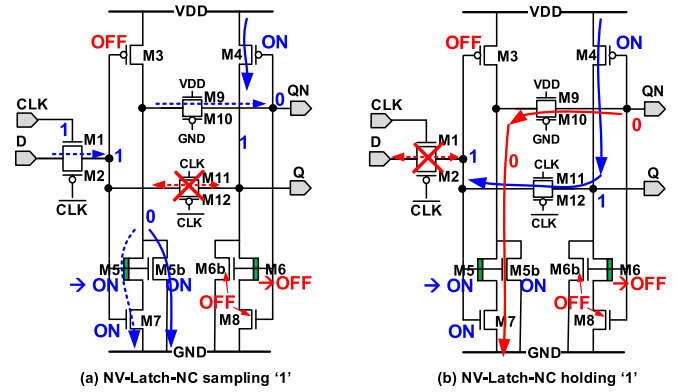 VDD
OFF
M3
M4
ON
CLK
VDD
M9
0
QN
1
M1
M10
D
1
GND
M2
CLK
1
M11
Q
M12
CLK
CLK
0
M5
M5b
M6b
M6
→ ON
ON
→OFF
OFF
ON
M7
M8
GND
(a) NV-Latch-NC sampling ‘1’
VDD
OFF
M3
M4
ON
VDD
QN
CLK
M9
M10
0
M1
GND
D
1
0
M2
CLK
M11
Q
CLK
M12
1
CLK
M5
M5b
M6b
M6
→ ON
ON
→OFF
OFF
ON
M7
M8
GND
(b) NV-Latch-NC holding ‘1’